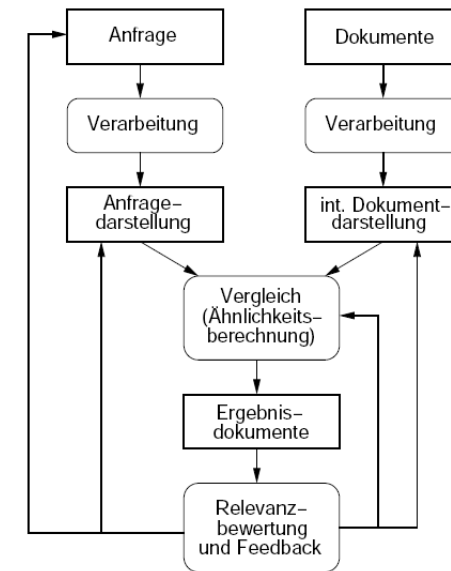 Anfrage
Dokumente
Verarbeitung
Verarbeitung
Anfrage–
darstellung
int. Dokument–
darstellung
Vergleich
(Ähnlichkeits–
berechnung)
Ergebnis–
dokumente
Relevanz–
bewertung
und Feedback